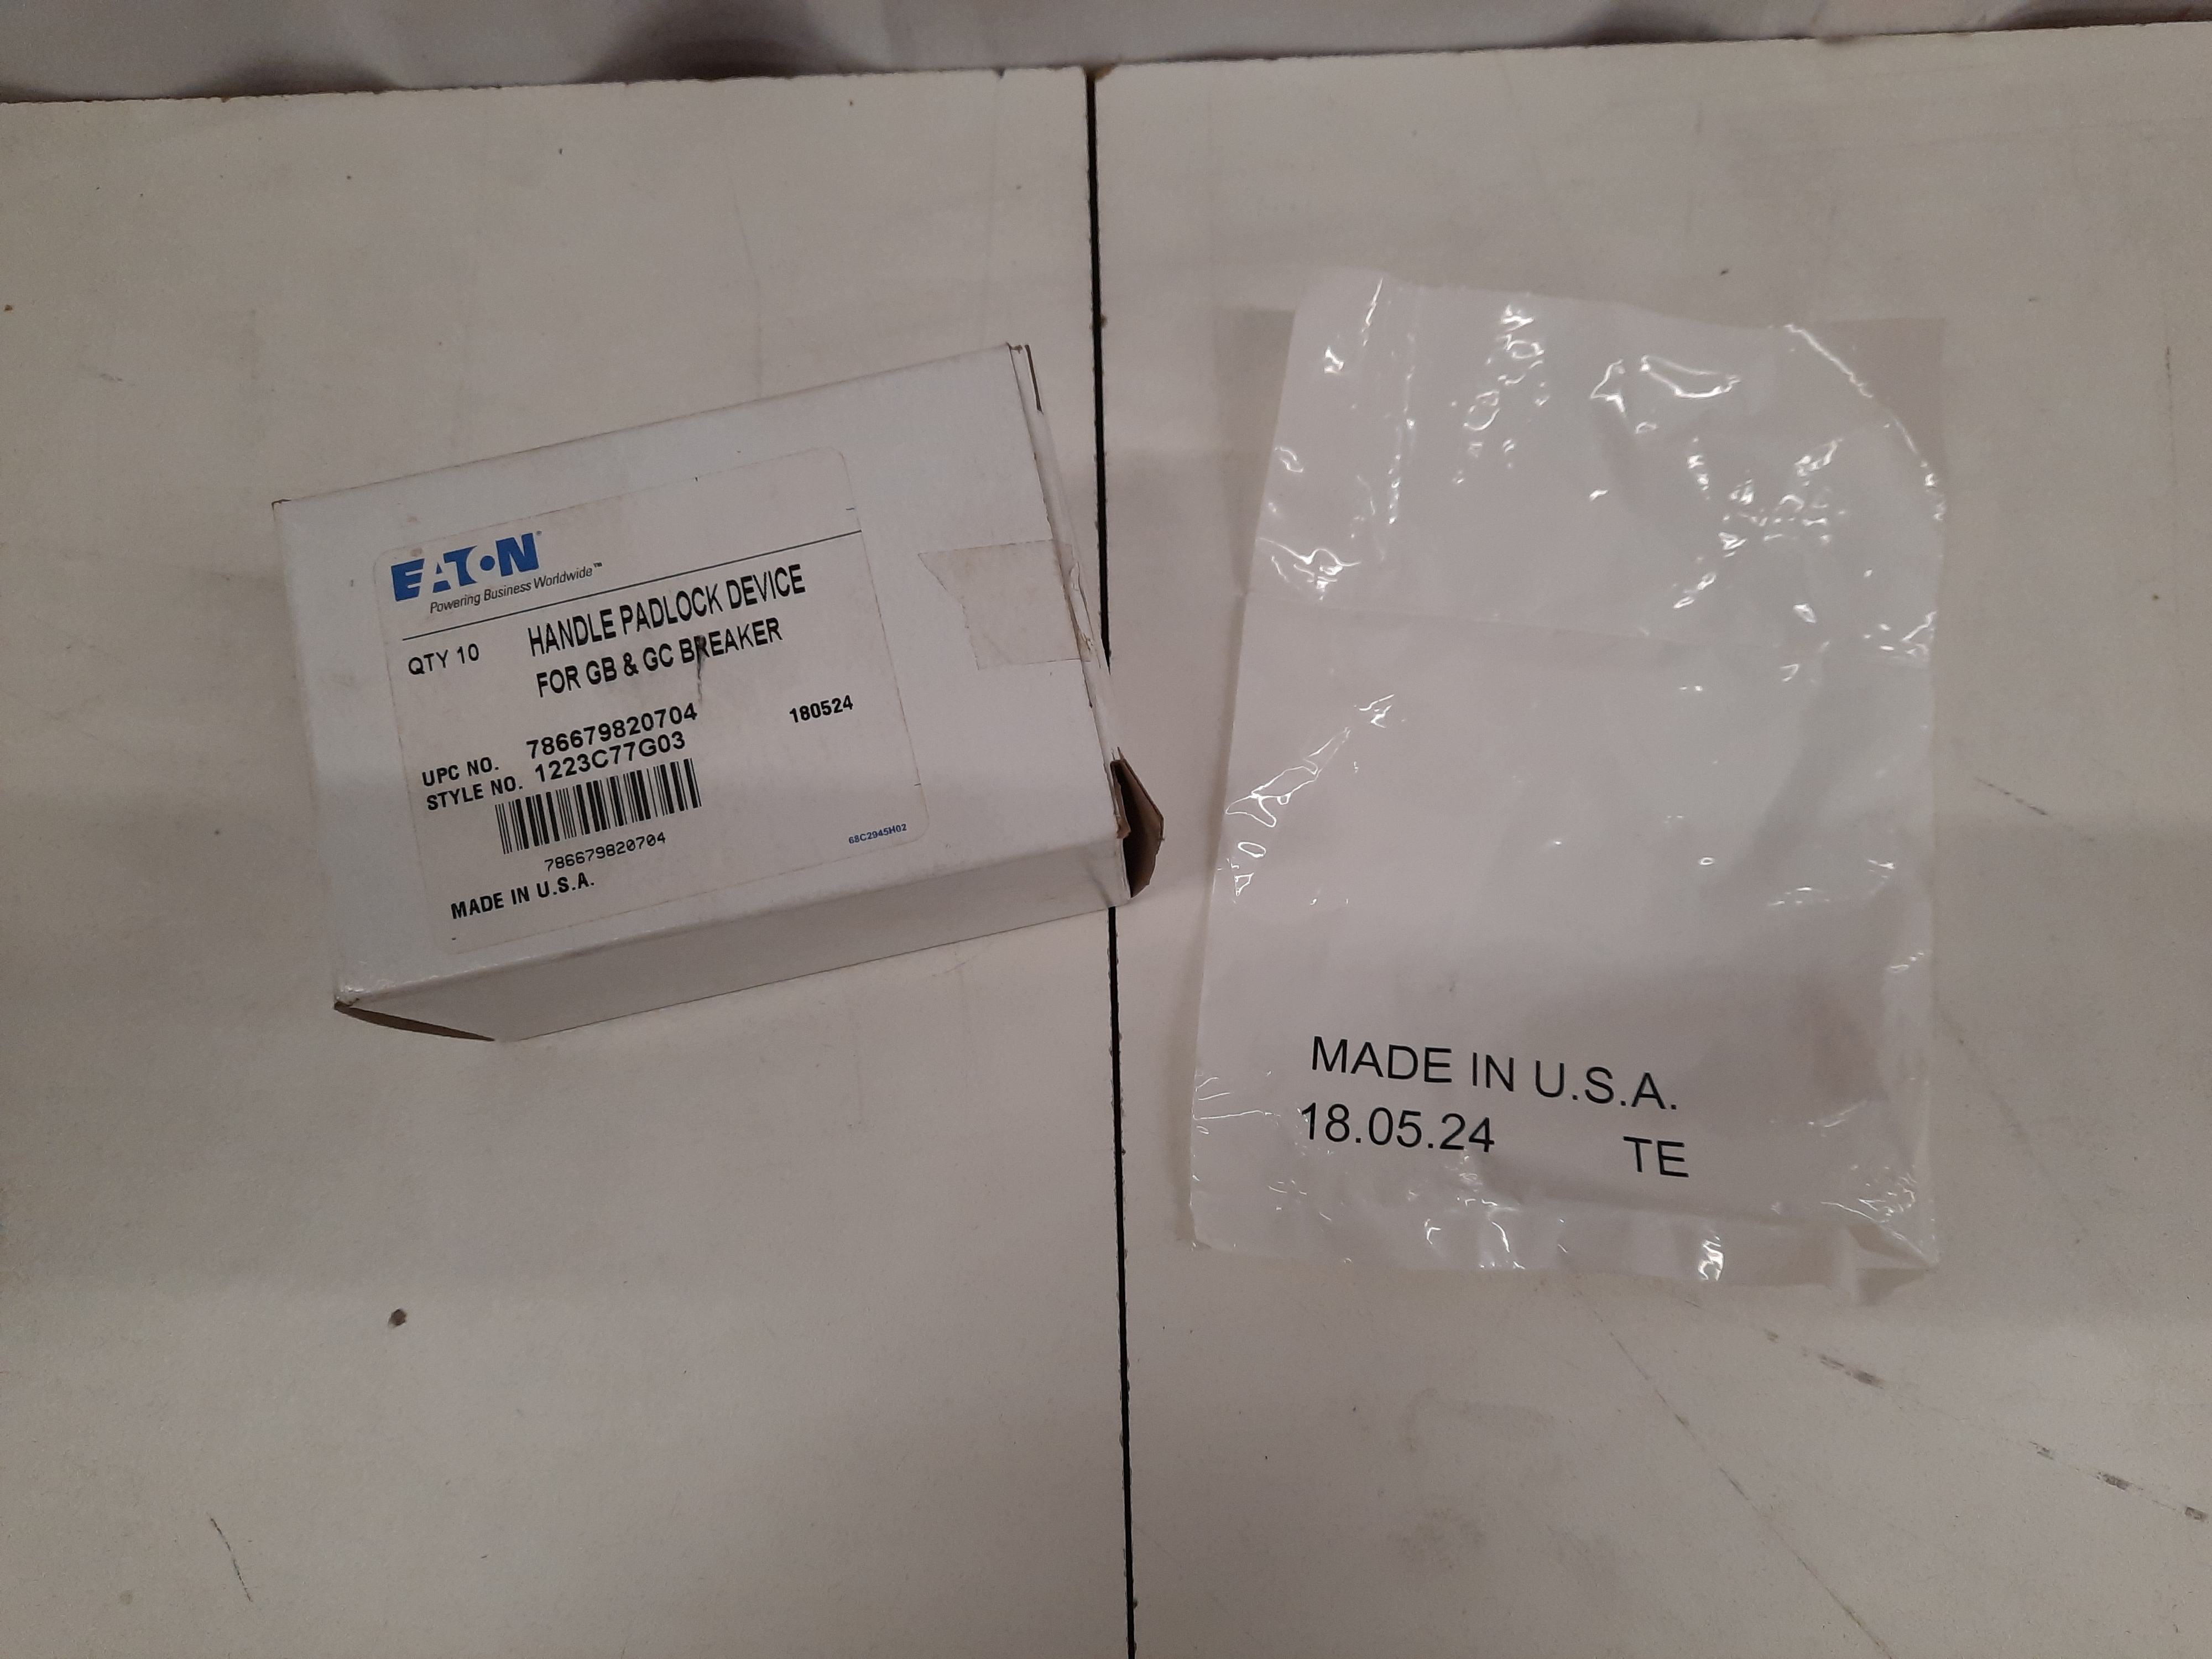 EATON
Powering Business Worldwide™
QTY 10 HANDLE PADLOCK DEVICE
FOR GB & GC BREAKER
UPC NO. 786679820704 180524
STYLE NO. 1223C77G03
786679820704
68C2945H02
MADE IN U.S.A.
MADE IN U.S.A.
18.05.24 TE